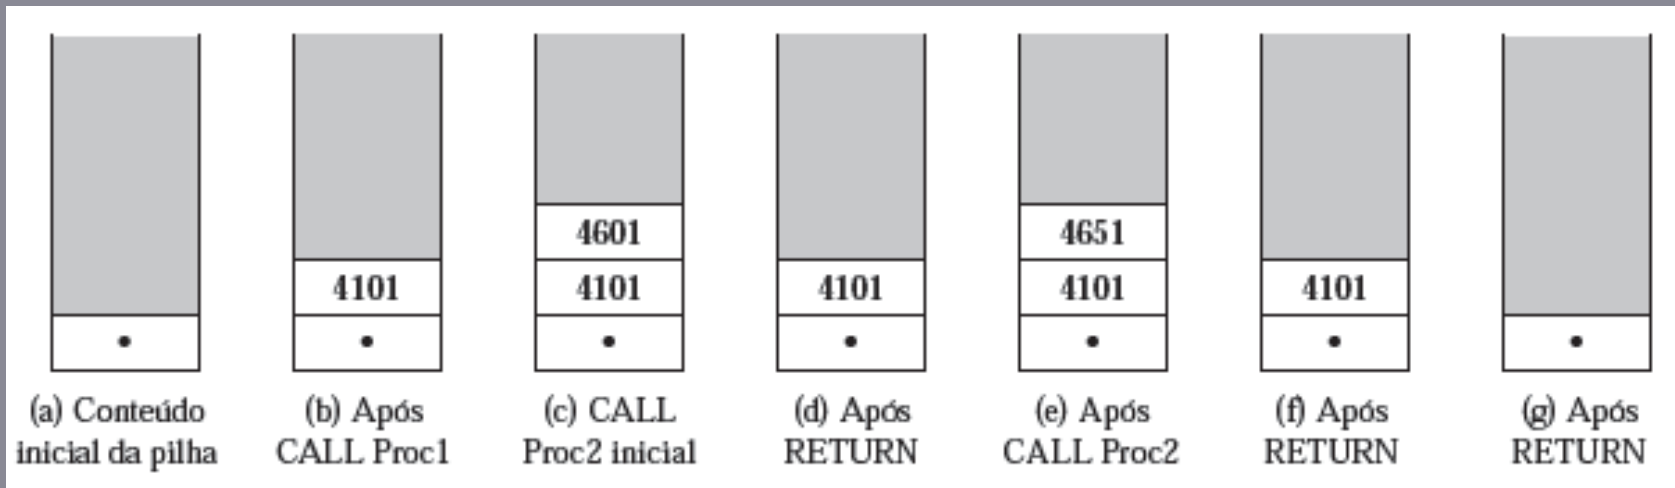 4601
4651
4101
4101
4101
4101
4101
(a) Conteúdo
inicial da pilha
(b) Após
CALL Proc1
(c) CALL
Proc2 inicial
(d) Após
RETURN
(e) Após
CALL Proc2
(f) Após
RETURN
(g) Após
RETURN